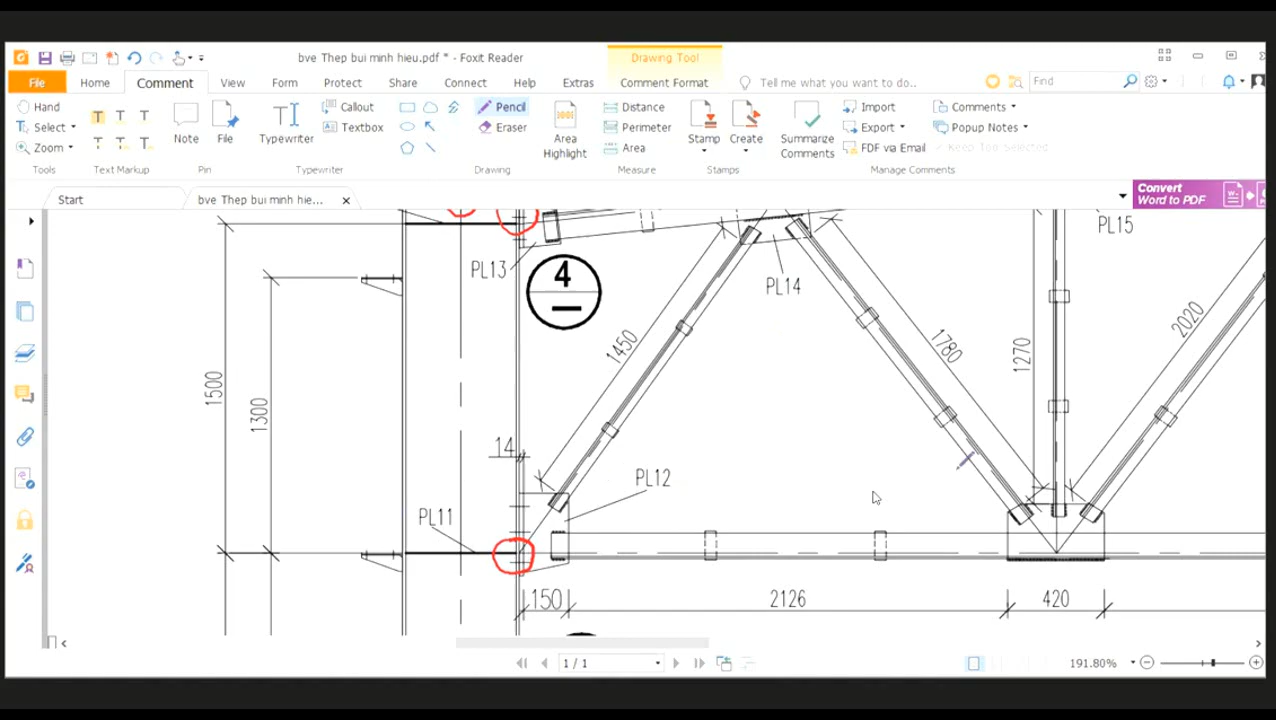 bve Thep bui minh hieu.pdf * - Foxit Reader
Drawing Tool
File
Home
Comment
View
Form
Protect
Share
Connect
Help
Extras
Comment Format
Tell me what you want to do..
Find
Hand
Select
Zoom
Tools
T T T
T T T
Text Markup
Note
File
Pin
Typewriter
Callout
Textbox
Typewriter
Pencil
Eraser
Area
Highlight
Drawing
Distance
Perimeter
Area
Measure
Stamp
Create
Stamps
Summarize
Comments
Import
Export
FDF via Email
Comments
Popup Notes
Keep Tool Selected
Manage Comments
Start
bve Thep bui minh hie...
Convert
Word to PDF
PL13
4
PL14
PL15
1450
1780
1270
2020
1500
1300
14
PL12
PL11
150
2126
420
1 / 1
191.80%